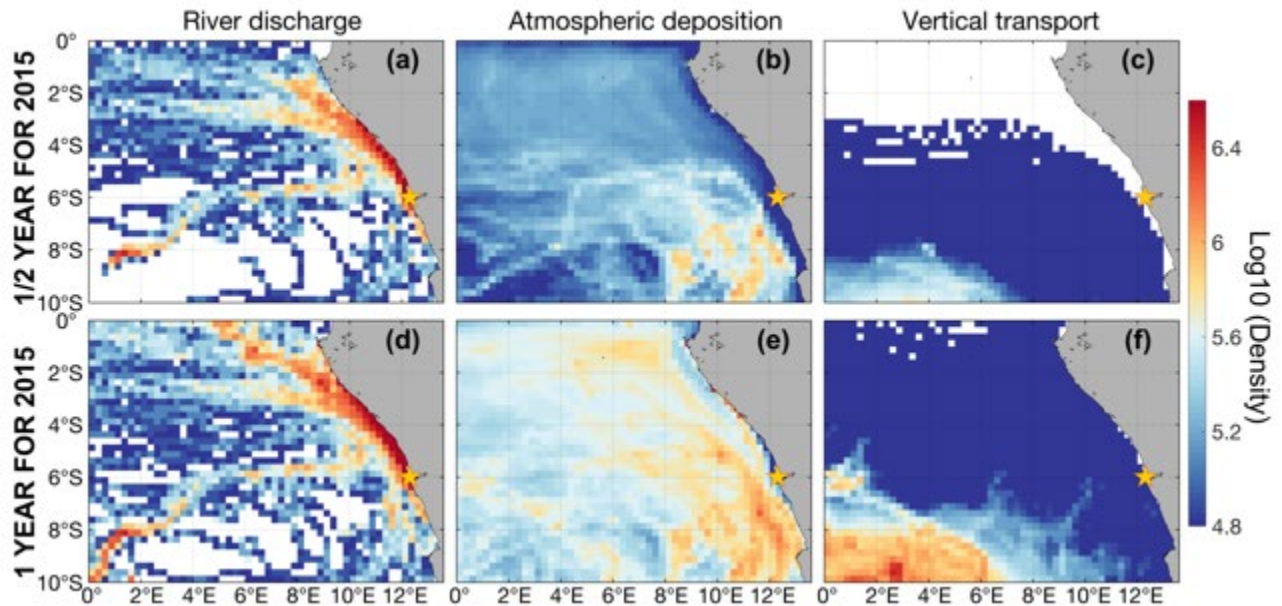 River discharge
Atmospheric deposition
Vertical transport
1/2 YEAR FOR 2015
0°
2°S
4°S
6°S
8°S
10°S
(a)
(b)
(c)
1 YEAR FOR 2015
0°
2°S
4°S
6°S
8°S
10°S
(d)
(e)
(f)
0° 2°E 4°E 6°E 8°E 10°E 12°E
0° 2°E 4°E 6°E 8°E 10°E 12°E
0° 2°E 4°E 6°E 8°E 10°E 12°E
6.4
6
5.6
5.2
4.8
Log10 (Density)